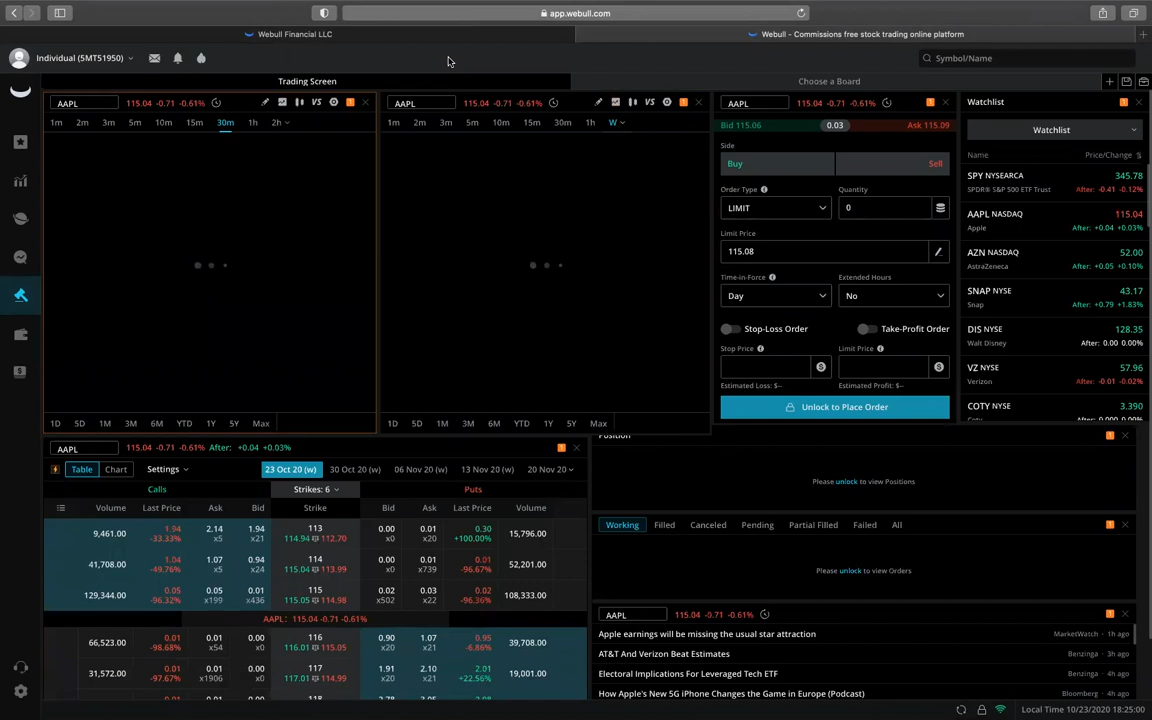 app.webull.com
Webull Financial LLC
Webull - Commissions free stock trading online platform
Individual (5MT51950)
Symbol/Name
Trading Screen
Choose a Board
AAPL 115.04 -0.71 -0.61% VS 1
1m 2m 3m 5m 10m 15m 30m 1h 2h
1D 5D 1M 3M 6M YTD 1Y 5Y Max
AAPL 115.04 -0.71 -0.61% VS 1
1m 2m 3m 5m 10m 15m 30m 1h W
1D 5D 1M 3M 6M YTD 1Y 5Y Max
AAPL 115.04 -0.71 -0.61% 1
Bid 115.06 0.03 Ask 115.09
Side
Buy Sell
Order Type Quantity
LIMIT 0
Limit Price
115.08
Time-in-Force Extended Hours
Day No
Stop-Loss Order Take-Profit Order
Stop Price Limit Price
Estimated Loss: $-- Estimated Profit: $--
Unlock to Place Order
Watchlist 1
Watchlist
Name Price/Change %
SPY NYSEARCA 345.78
SPDR® S&P 500 ETF Trust After: -0.41 -0.12%
AAPL NASDAQ 115.04
Apple After: +0.04 +0.03%
AZN NASDAQ 52.00
AstraZeneca After: +0.05 +0.10%
SNAP NYSE 43.17
Snap After: +0.79 +1.83%
DIS NYSE 128.35
Walt Disney After: 0.00 0.00%
VZ NYSE 57.96
Verizon After: -0.01 -0.02%
COTY NYSE 3.390
Coty After: 0.000 0.00%
AAPL 115.04 -0.71 -0.61% After: +0.04 +0.03% 1
Table Chart Settings 23 Oct 20 (w) 30 Oct 20 (w) 06 Nov 20 (w) 13 Nov 20 (w) 20 Nov 20
Calls Strikes: 6 Puts
Volume Last Price Ask Bid Strike Bid Ask Last Price Volume
9,461.00 1.94 2.14 1.94 113 0.00 0.01 0.30 15,796.00
-33.33% x5 x21 114.94 112.70 x0 x20 +100.00%
41,708.00 1.04 1.07 0.94 114 0.00 0.01 0.01 52,201.00
-49.76% x5 x24 115.04 113.99 x0 x739 -96.67%
129,344.00 0.05 0.05 0.01 115 0.02 0.03 0.02 108,333.00
-96.32% x199 x436 115.05 114.98 x502 x22 -96.36%
AAPL: 115.04 -0.71 -0.61%
66,523.00 0.01 0.01 0.00 116 0.90 1.07 0.95 39,708.00
-98.68% x54 x0 116.01 115.05 x20 x21 -6.86%
31,572.00 0.01 0.01 0.00 117 1.91 2.10 2.01 19,001.00
-97.67% x1906 x0 117.01 114.99 x20 x21 +22.56%
118
Position 1
Please unlock to view Positions
Working Filled Canceled Pending Partial Filled Failed All 1
Please unlock to view Orders
AAPL 115.04 -0.71 -0.61% 1
Apple earnings will be missing the usual star attraction MarketWatch · 1h ago
AT&T And Verizon Beat Estimates Benzinga · 3h ago
Electoral Implications For Leveraged Tech ETF Benzinga · 4h ago
How Apple's New 5G iPhone Changes the Game in Europe (Podcast) Bloomberg · 4h ago
Local Time 10/23/2020 18:25:00